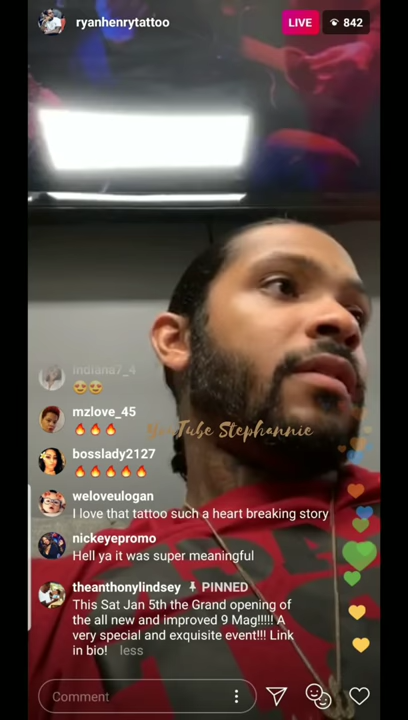 ryanhenrytattoo
LIVE
842
indiana7_4
😍😍
mzlove_45
🔥🔥🔥
YouTube Stephannie
bosslady2127
🔥🔥🔥🔥🔥
weloveulogan
I love that tattoo such a heart breaking story
nickeyepromo
Hell ya it was super meaningful
theanthonylindsey PINNED
This Sat Jan 5th the Grand opening of
the all new and improved 9 Mag!!!!! A
very special and exquisite event!!! Link
in bio! less
Comment